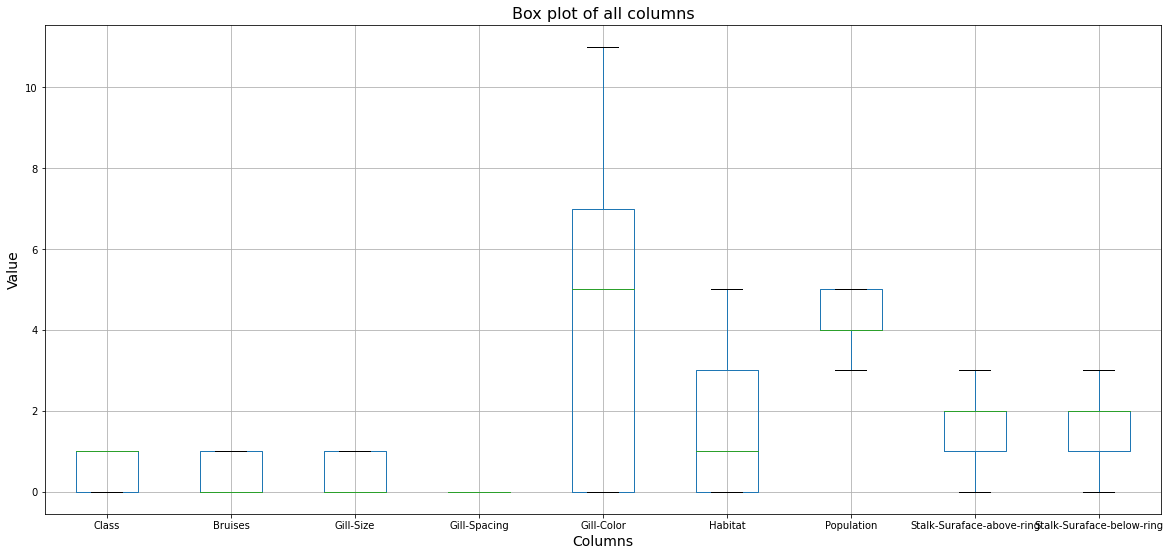 Box plot of all columns
10
8
6
4
2
0
Value
Class Bruises Gill-Size Gill-Spacing Gill-Color Habitat Population Stalk-Suraface-above-ring Stalk-Suraface-below-ring
Columns